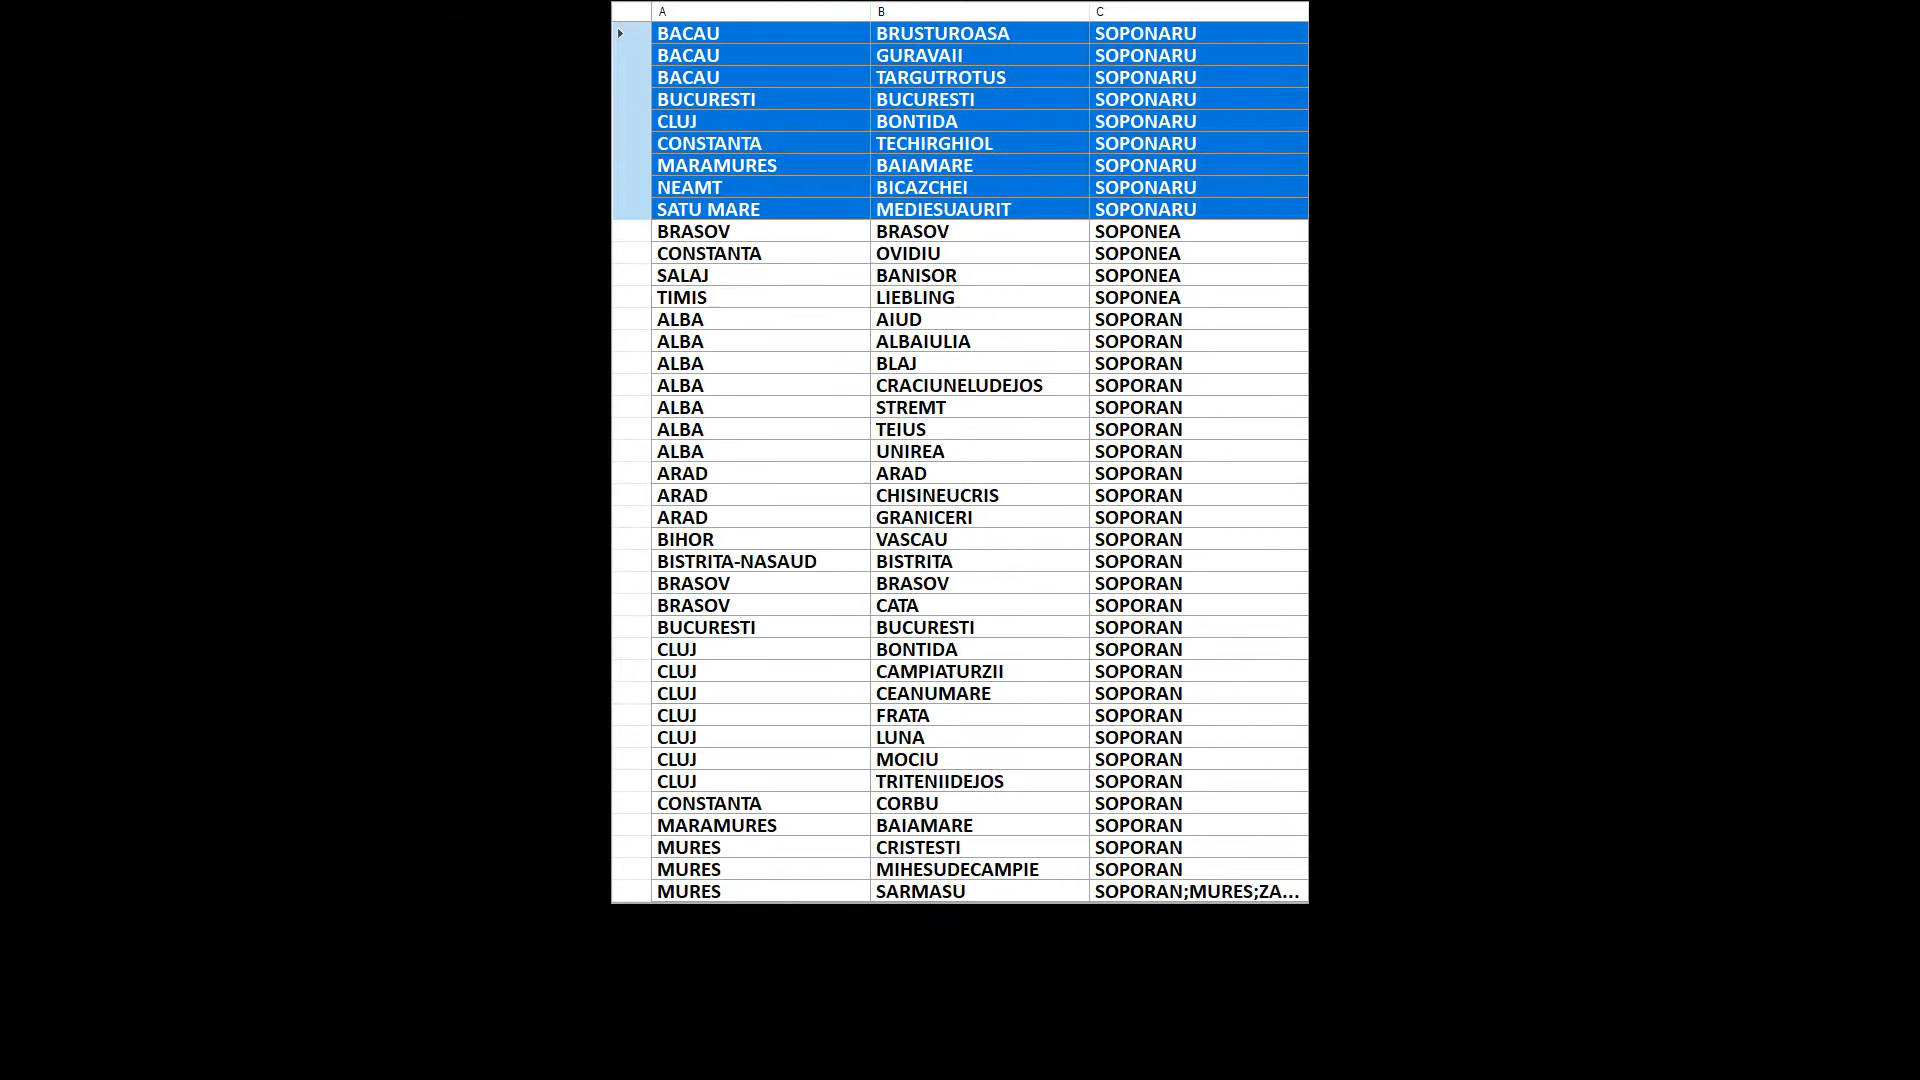 A B C
BACAU BRUSTUROASA SOPONARU
BACAU GURAVAII SOPONARU
BACAU TARGUTROTUS SOPONARU
BUCURESTI BUCURESTI SOPONARU
CLUJ BONTIDA SOPONARU
CONSTANTA TECHIRGHIOL SOPONARU
MARAMURES BAIAMARE SOPONARU
NEAMT BICAZCHEI SOPONARU
SATU MARE MEDIESUAURIT SOPONARU
BRASOV BRASOV SOPONEA
CONSTANTA OVIDIU SOPONEA
SALAJ BANISOR SOPONEA
TIMIS LIEBLING SOPONEA
ALBA AIUD SOPORAN
ALBA ALBAIULIA SOPORAN
ALBA BLAJ SOPORAN
ALBA CRACIUNELUDEJOS SOPORAN
ALBA STREMT SOPORAN
ALBA TEIUS SOPORAN
ALBA UNIREA SOPORAN
ARAD ARAD SOPORAN
ARAD CHISINEUCRIS SOPORAN
ARAD GRANICERI SOPORAN
BIHOR VASCAU SOPORAN
BISTRITA-NASAUD BISTRITA SOPORAN
BRASOV BRASOV SOPORAN
BRASOV CATA SOPORAN
BUCURESTI BUCURESTI SOPORAN
CLUJ BONTIDA SOPORAN
CLUJ CAMPIATURZII SOPORAN
CLUJ CEANUMARE SOPORAN
CLUJ FRATA SOPORAN
CLUJ LUNA SOPORAN
CLUJ MOCIU SOPORAN
CLUJ TRITENIIDEJOS SOPORAN
CONSTANTA CORBU SOPORAN
MARAMURES BAIAMARE SOPORAN
MURES CRISTESTI SOPORAN
MURES MIHESUDECAMPIE SOPORAN
MURES SARMASU SOPORAN;MURES;ZA...